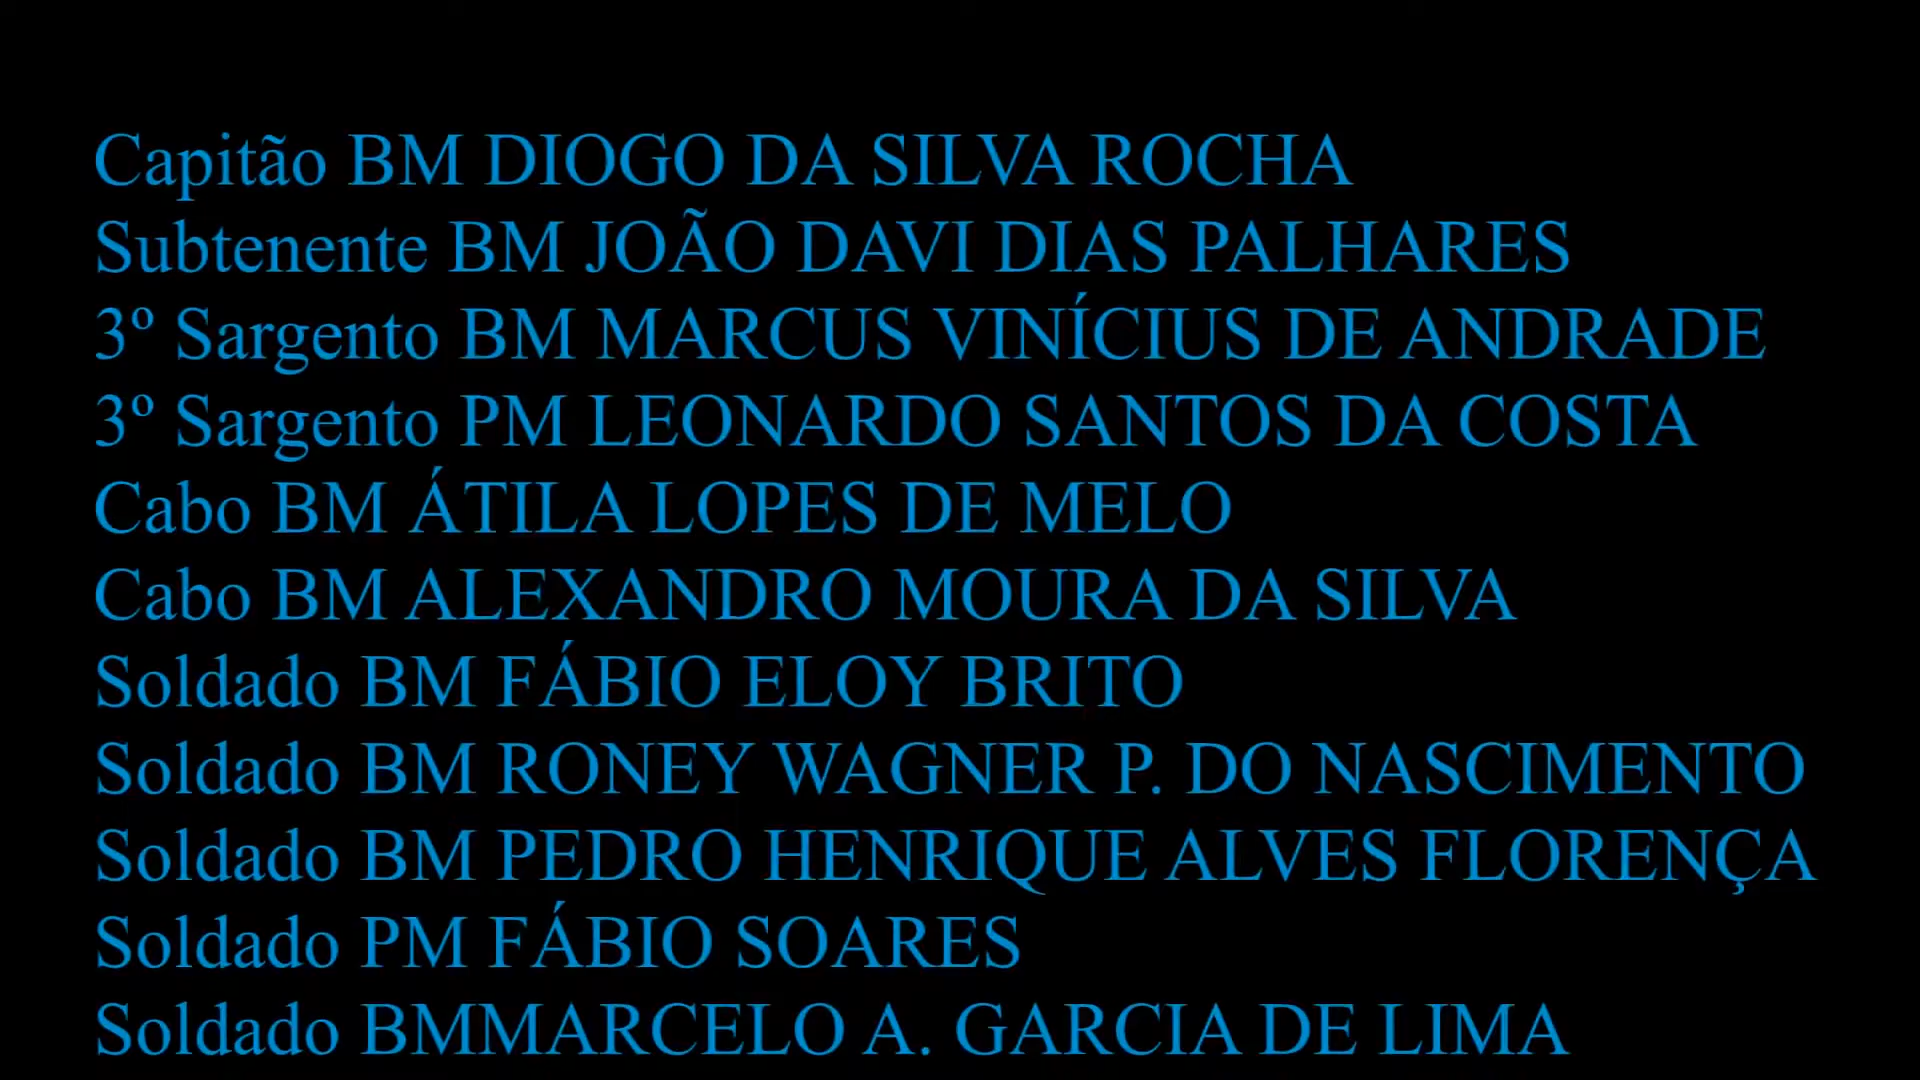 Capitão BM DIOGO DA SILVA ROCHA
Subtenente BM JOÃO DAVI DIAS PALHARES
3º Sargento BM MARCUS VINÍCIUS DE ANDRADE
3º Sargento PM LEONARDO SANTOS DA COSTA
Cabo BM ÁTILA LOPES DE MELO
Cabo BM ALEXANDRO MOURA DA SILVA
Soldado BM FÁBIO ELOY BRITO
Soldado BM RONEY WAGNER P. DO NASCIMENTO
Soldado BM PEDRO HENRIQUE ALVES FLORENÇA
Soldado PM FÁBIO SOARES
Soldado BMMARCELO A. GARCIA DE LIMA